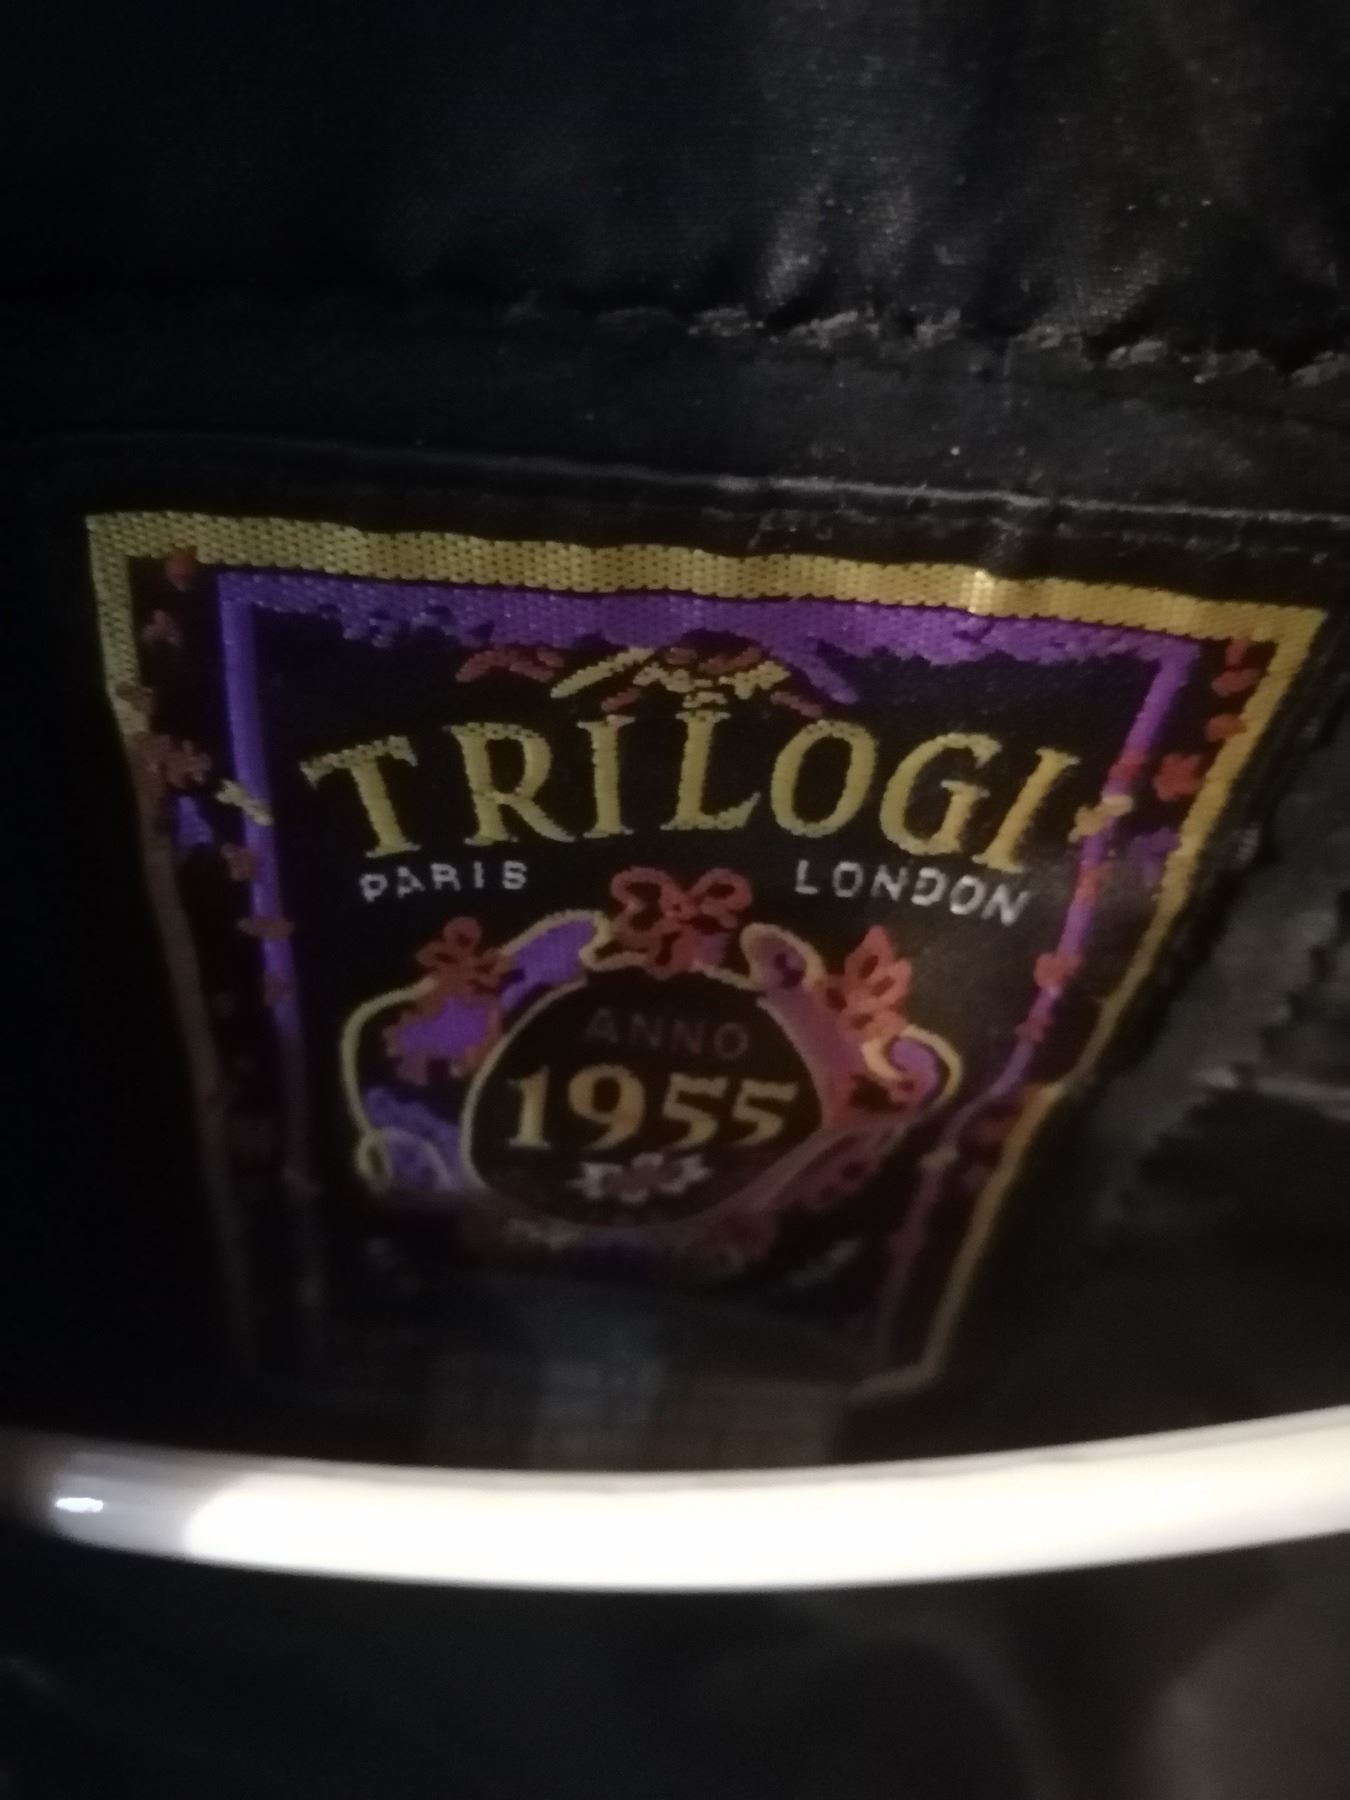 TRILOGI
PARIS LONDON
ANNO
1955